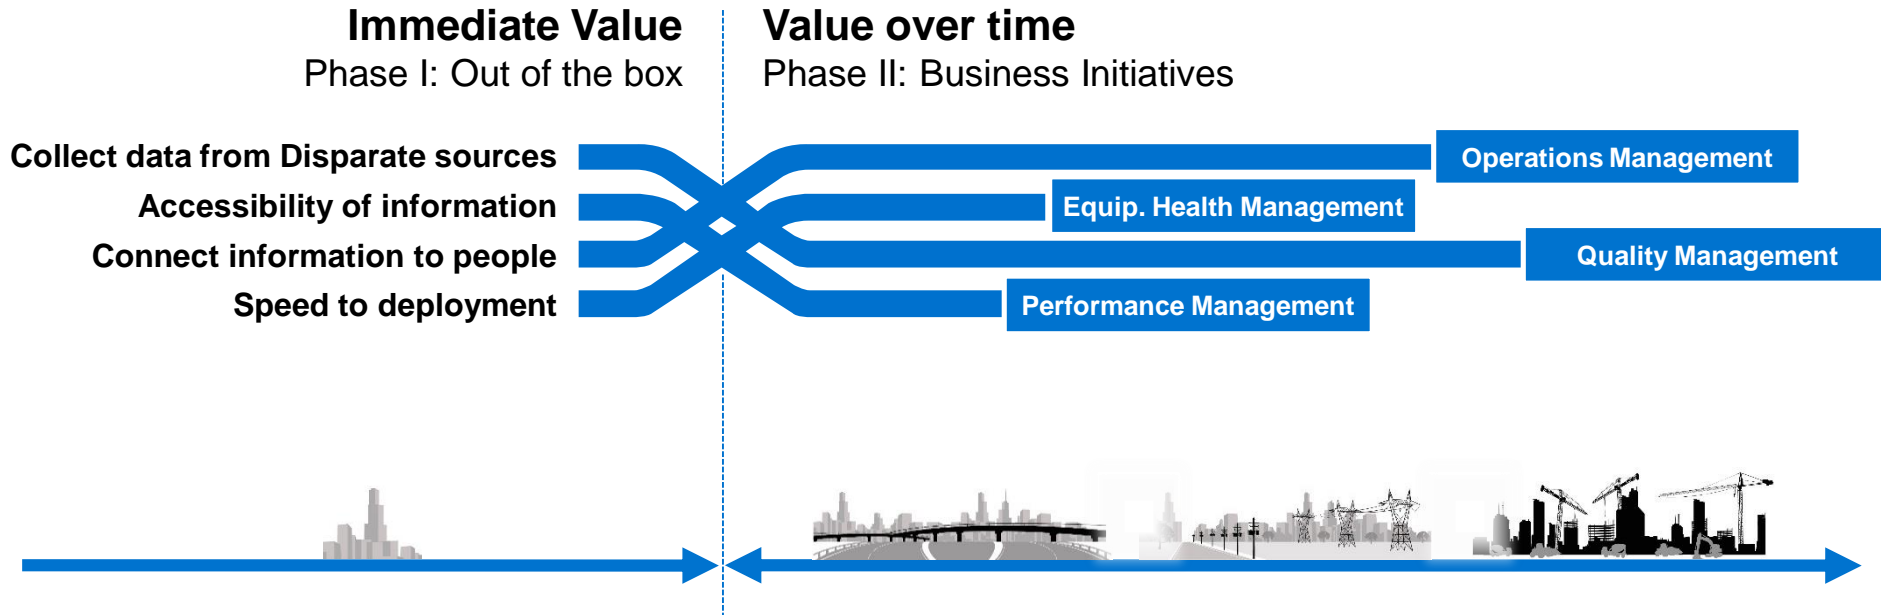 Immediate Value
Phase I: Out of the box
Value over time
Phase II: Business Initiatives
Collect data from Disparate sources
Accessibility of information
Connect information to people
Speed to deployment
Operations Management
Equip. Health Management
Quality Management
Performance Management